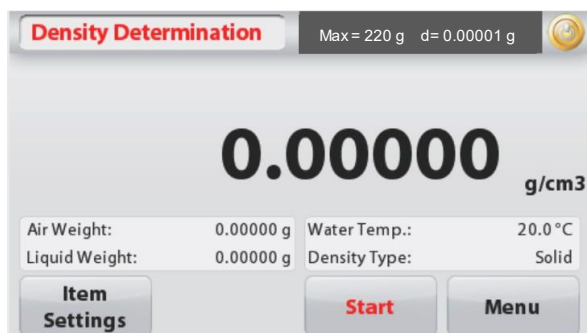 Density Determination
Max = 220 g d= 0.00001 g
0.00000
g/cm3
Air Weight: 0.00000 g Water Temp.: 20.0°C
Liquid Weight: 0.00000 g Density Type: Solid
Item
Settings
Start
Menu